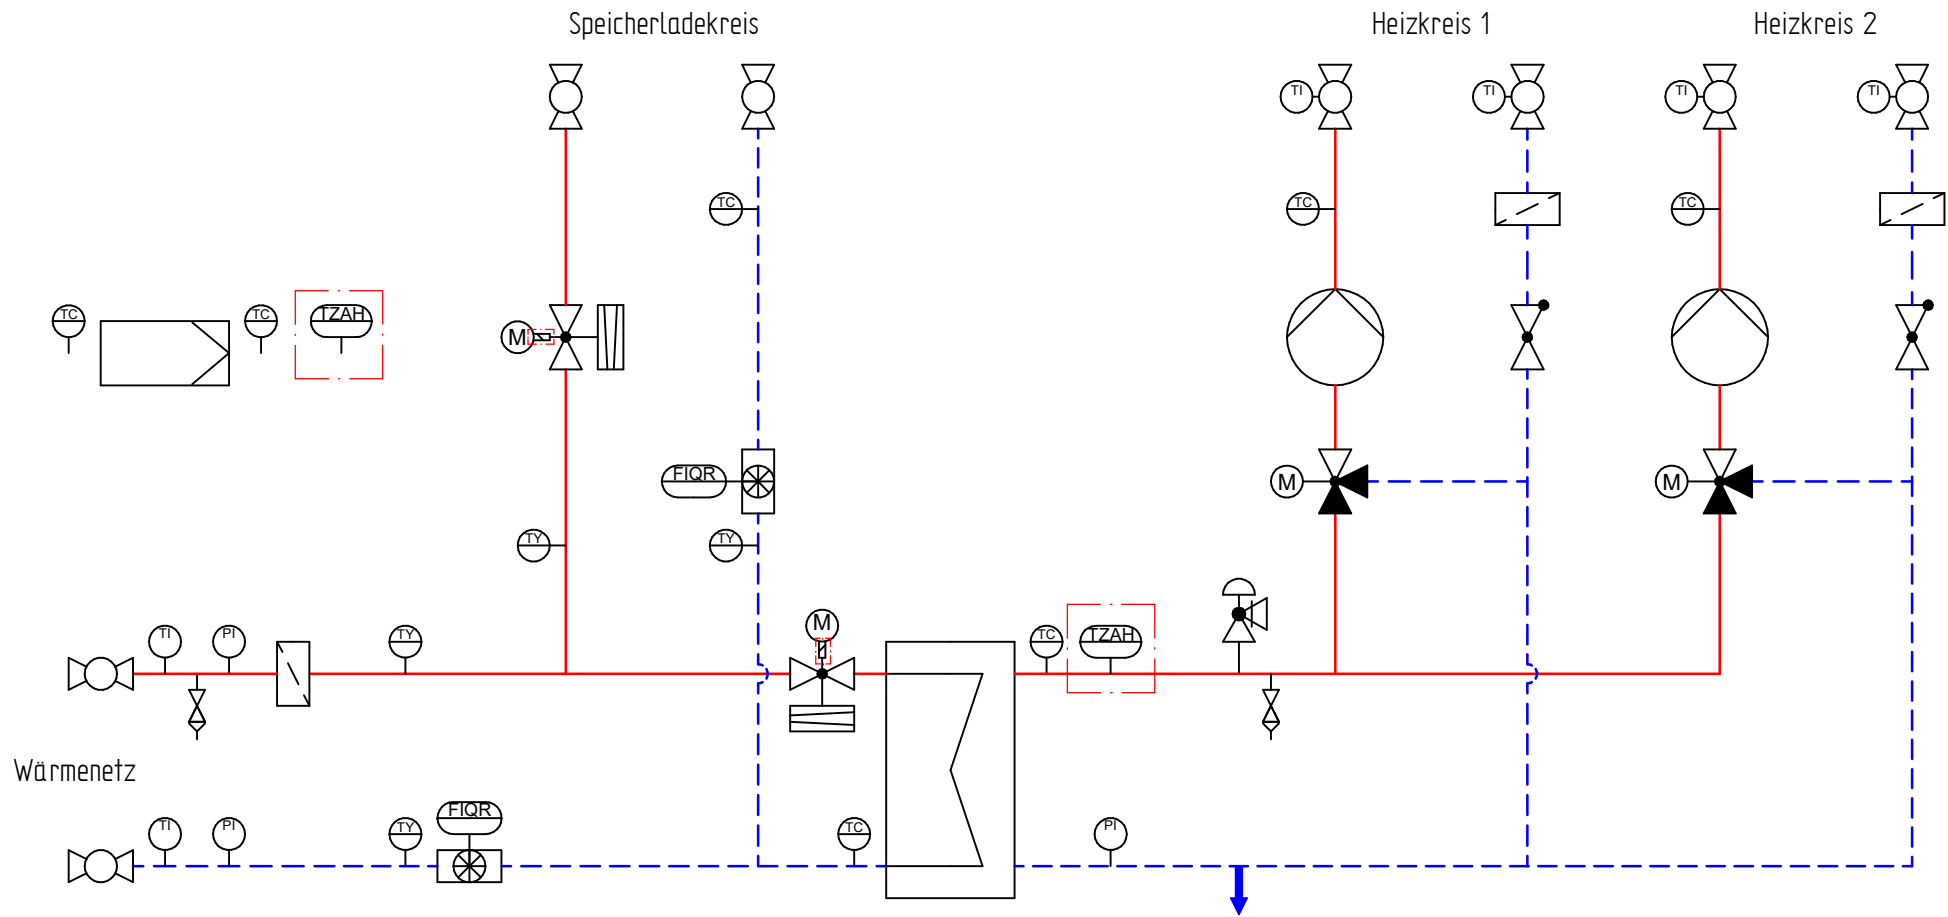 Speicherladekreis
Heizkreis 1
Heizkreis 2
TI
TI
TI
TI
TC
TC
TC
TC
TC
TZAH
M
FIQR
M
M
TY
TY
M
TI
PI
TY
TC
TZAH
Wärmenetz
TI
PI
TY
FIQR
TC
PI